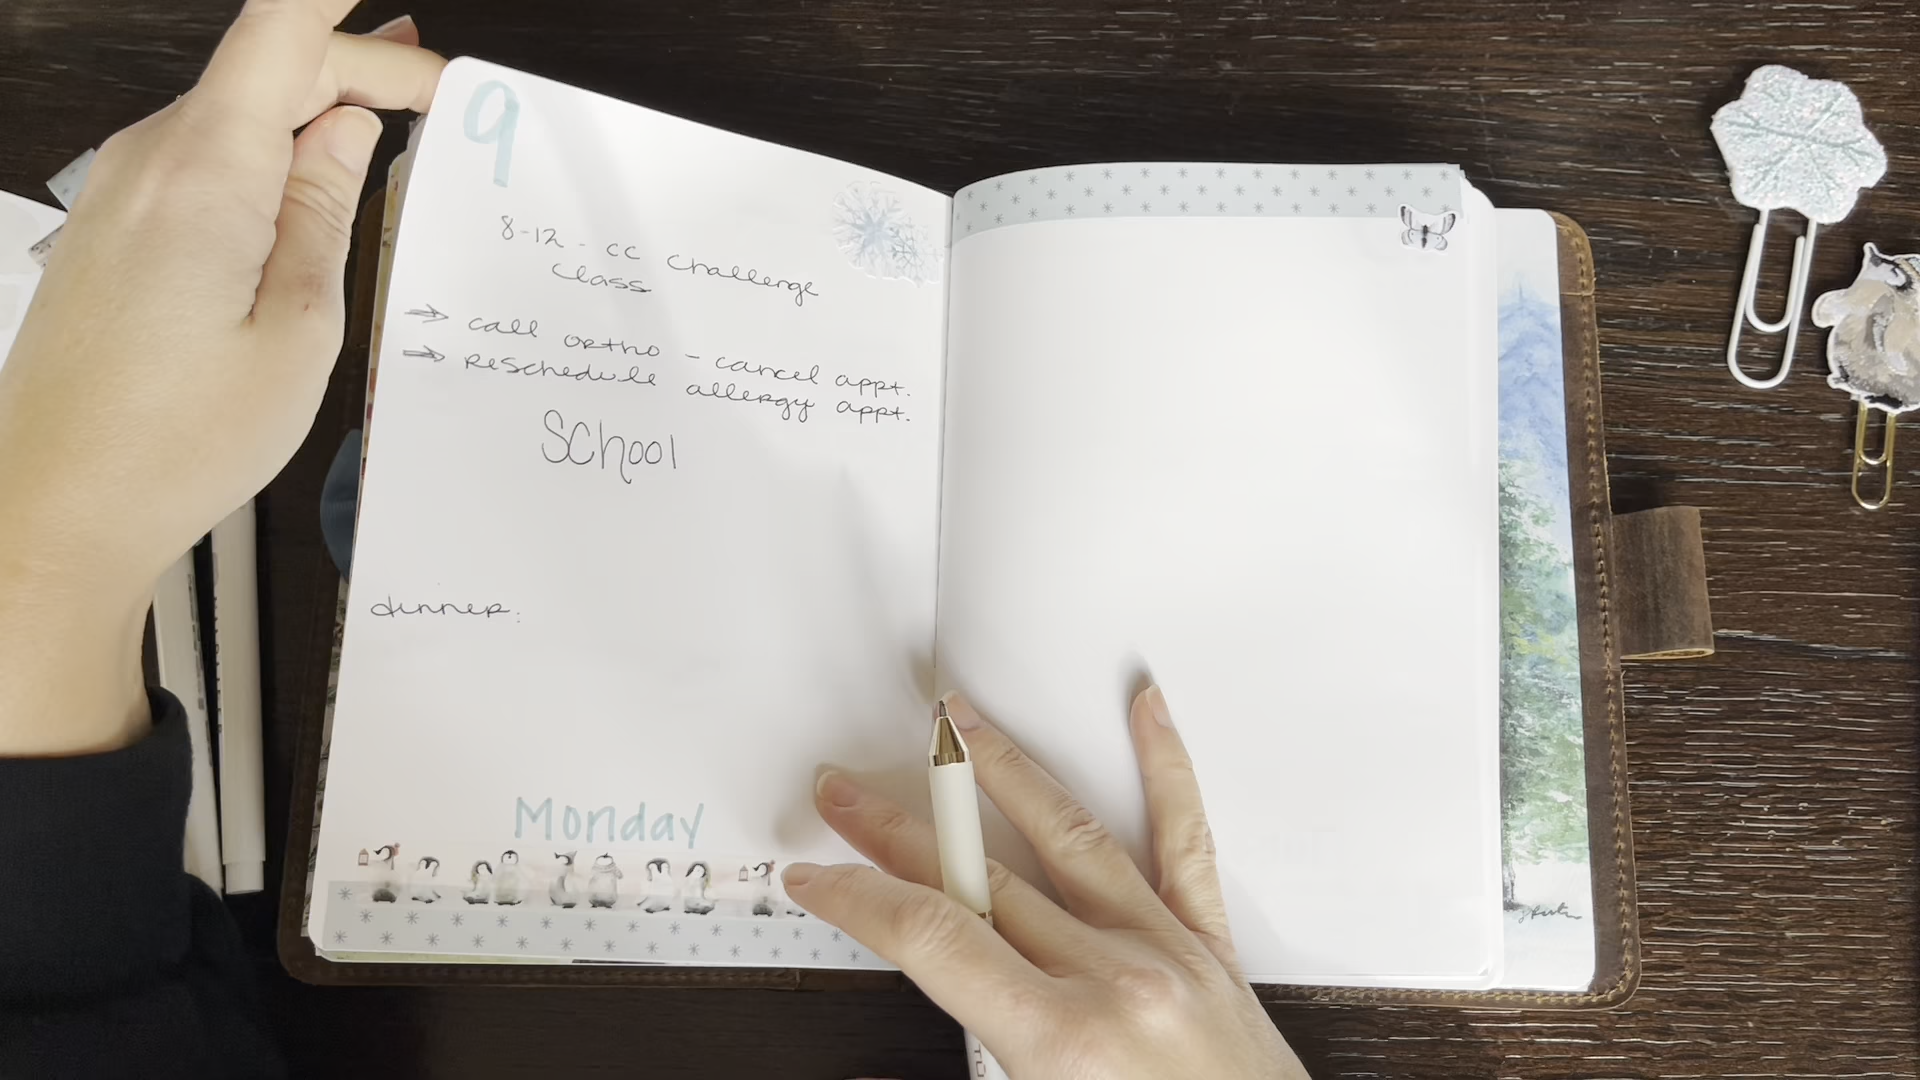 9
8-12 - CC Challenge
Class
→ call ortho - cancel appt.
→ reschedule allergy appt.
School
dinner:
Monday